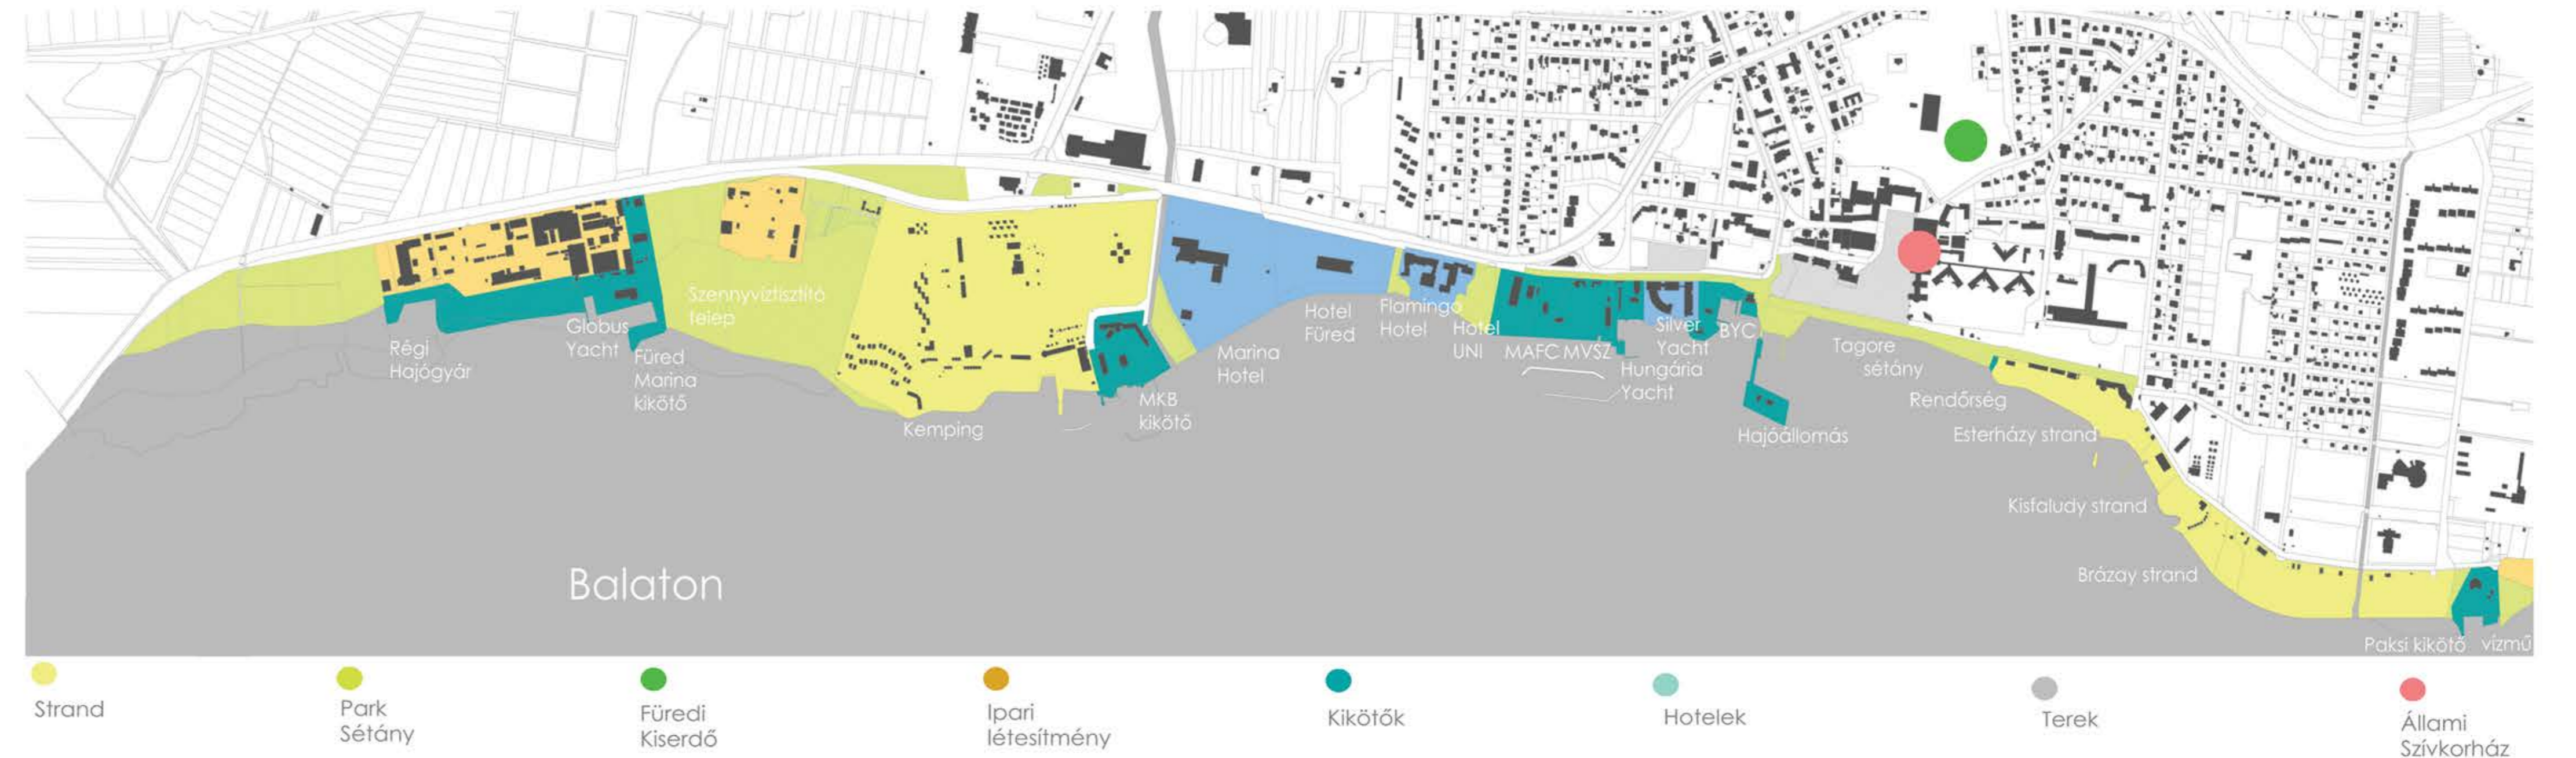 Szennyvíztisztító
telep
Régi
Hajógyár
Globus
Yacht
Füred
Marina
kikötő
Kemping
MKB
kikötő
Marina
Hotel
Hotel
Füred
Flamingo
Hotel
Hotel
UNI
MAFC MVSZ
Hungária
Yacht
Silver
Yacht
BYC
Hajóállomás
Tagore
sétány
Rendőrség
Esterházy strand
Kisfaludy strand
Brázay strand
Paksi kikötő vízmű
Balaton
Strand
Park
Sétány
Füredi
Kiserdő
Ipari
létesítmény
Kikötők
Hotelek
Terek
Állami
Szívkorház